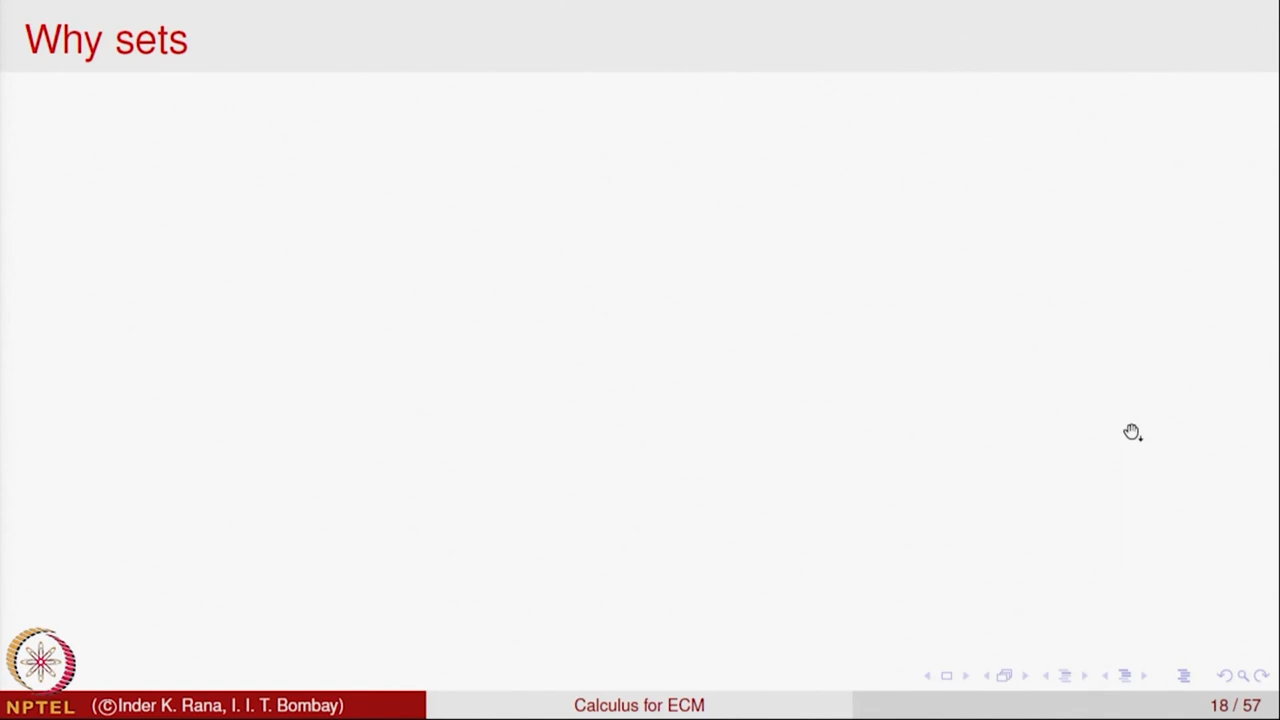 Why sets
NPTEL
(©Inder K. Rana, I. I. T. Bombay)
Calculus for ECM
18 / 57